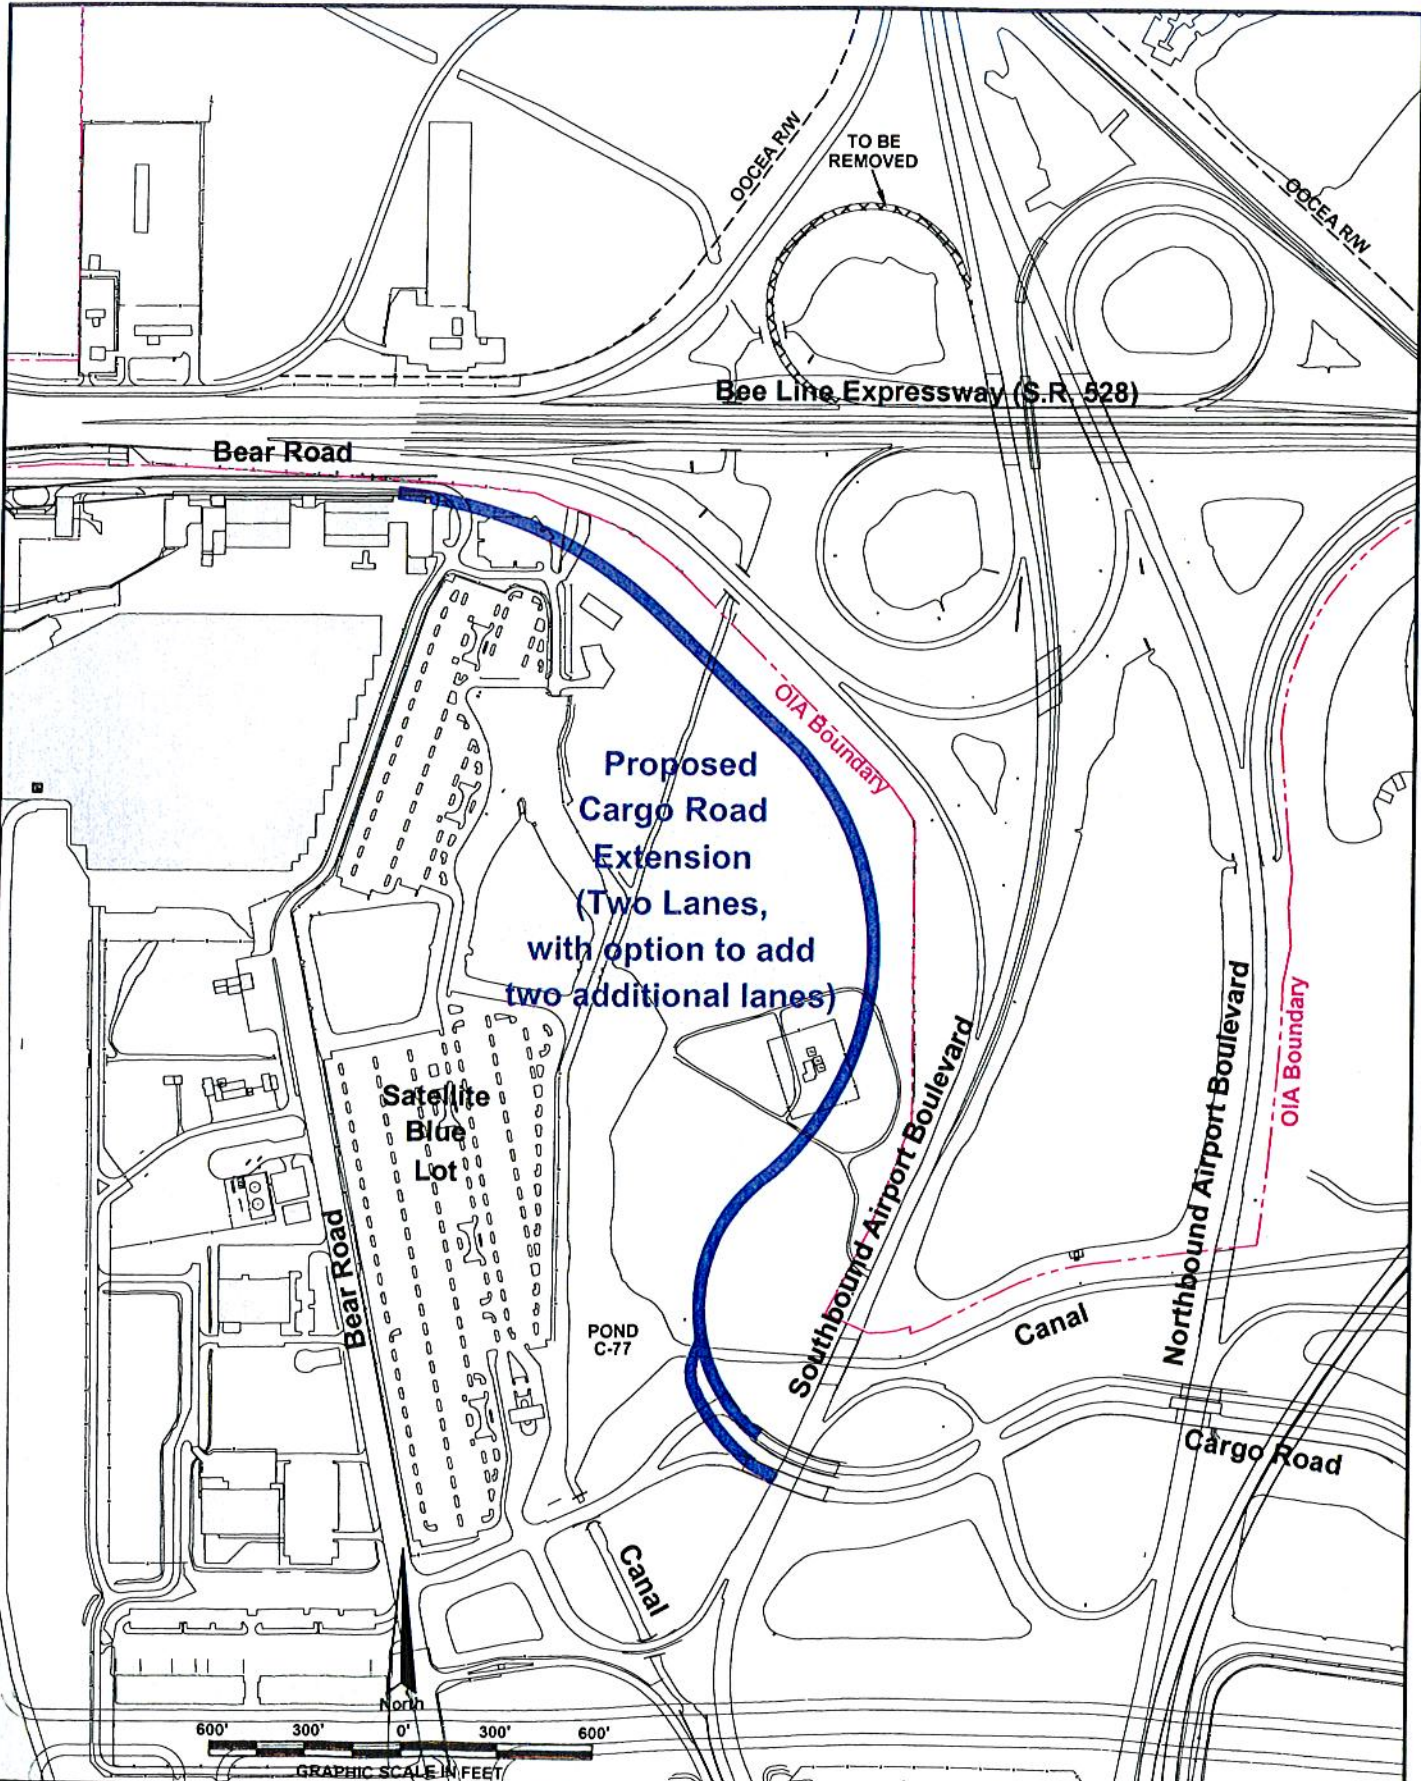 OOCEA R/W
TO BE
REMOVED
OOCEA R/W
Bee Line Expressway (S.R. 528)
Bear Road
OIA Boundary
Proposed
Cargo Road
Extension
(Two Lanes,
with option to add
two additional lanes)
Southbound Airport Boulevard
Northbound Airport Boulevard
OIA Boundary
Satellite
Blue
Lot
Bear Road
POND
C-77
Canal
Cargo Road
Canal
North
600' 300' 0' 300' 600'
GRAPHIC SCALE IN FEET